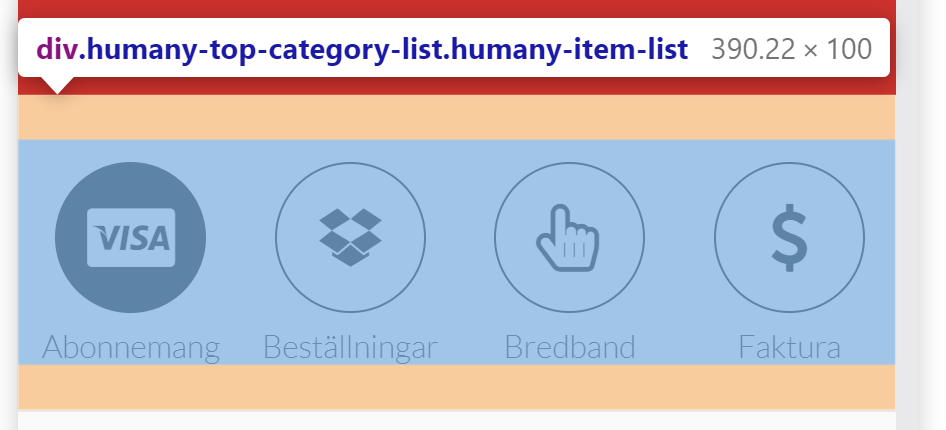 div.humany-top-category-list.humany-item-list 390.22 × 100
VISA
Abonnemang Beställningar Bredband Faktura